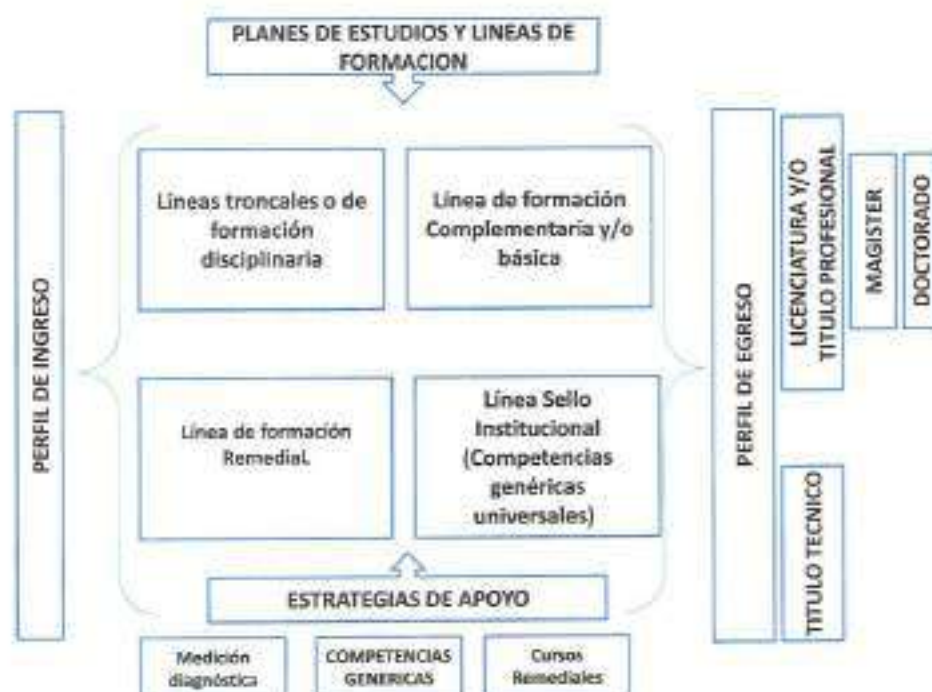 PLANES DE ESTUDIOS Y LINEAS DE
FORMACION
PERFIL DE INGRESO
Líneas troncales o de
formación
disciplinaria
Línea de formación
Complementaria y/o
básica
Línea de formación
Remedial.
Línea Sello
Institucional
(Competencias
genéricas
universales)
ESTRATEGIAS DE APOYO
Medición
diagnóstica
COMPETENCIAS
GENERICAS
Cursos
Remediales
PERFIL DE EGRESO
LICENCIATURA Y/O
TITULO PROFESIONAL
MAGISTER
DOCTORADO
TITULO TECNICO